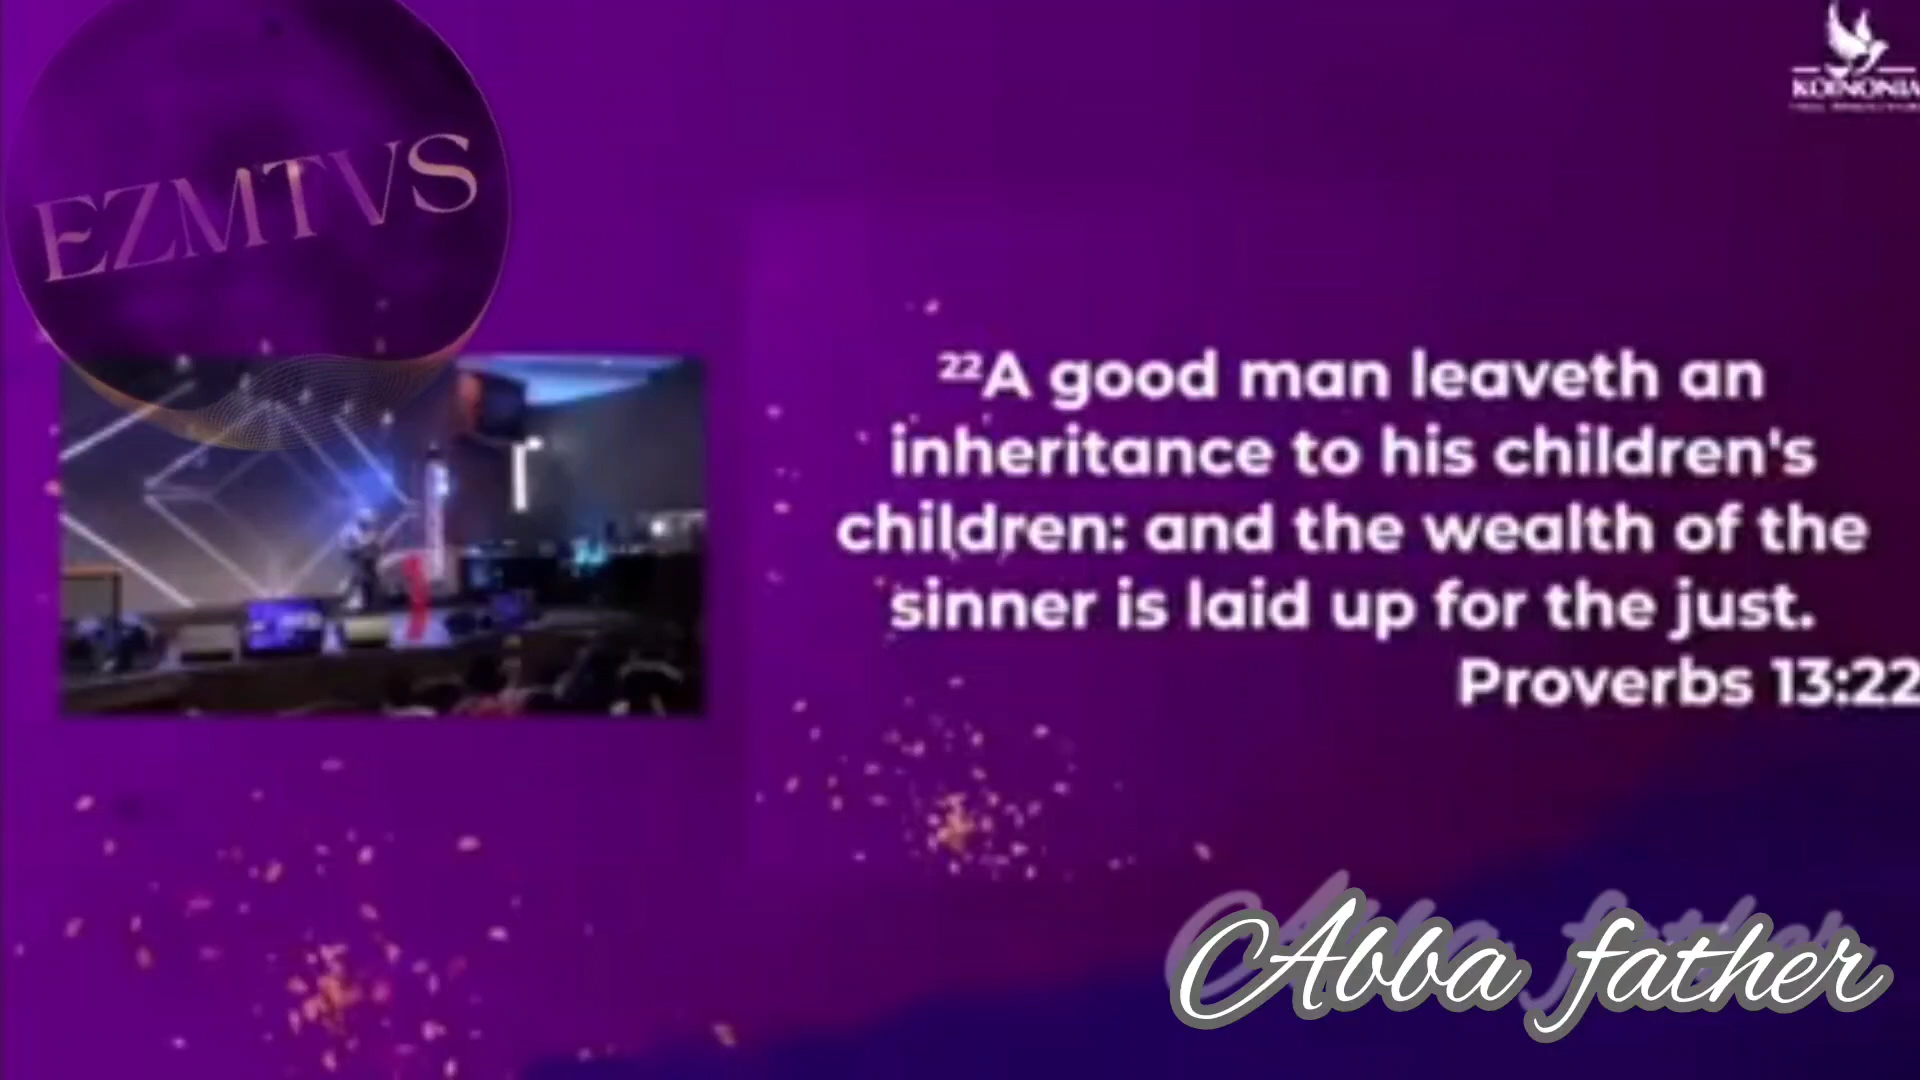 EZMTVS
KOINONIA
²²A good man leaveth an
inheritance to his children's
children: and the wealth of the
sinner is laid up for the just.
Proverbs 13:22
Abba father